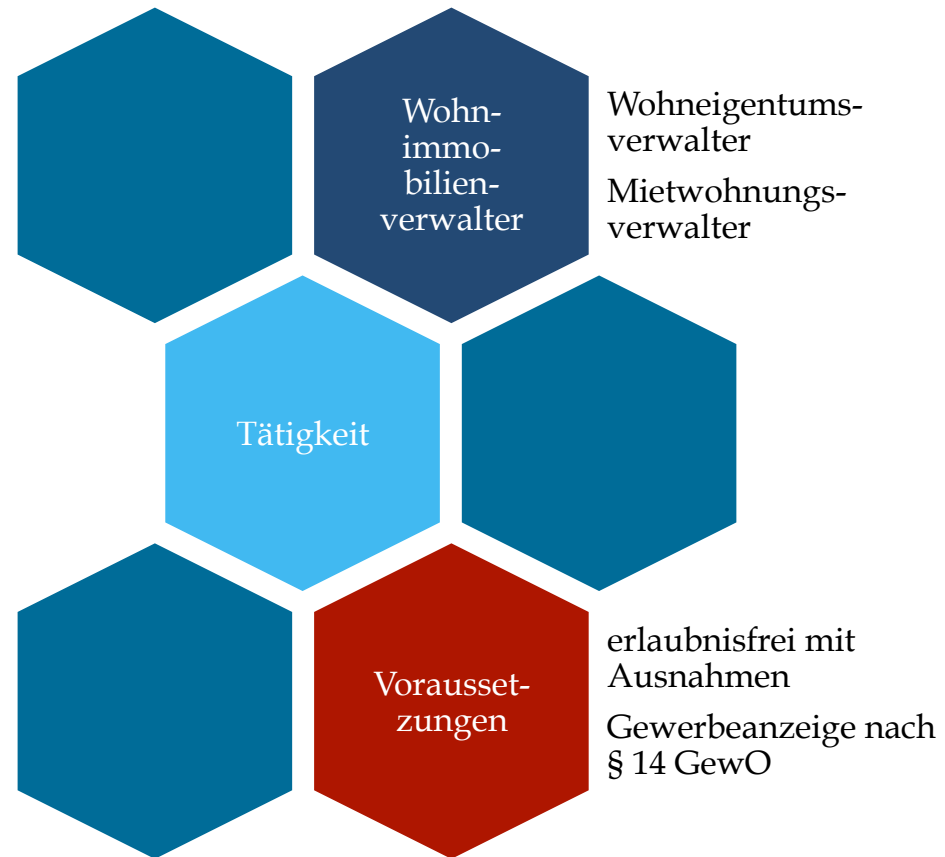 Wohn-
immo-
bilien-
verwalter
Wohneigentums-
verwalter
Mietwohnungs-
verwalter
Tätigkeit
Vorausset-
zungen
erlaubnisfrei mit
Ausnahmen
Gewerbeanzeige nach
§ 14 GewO